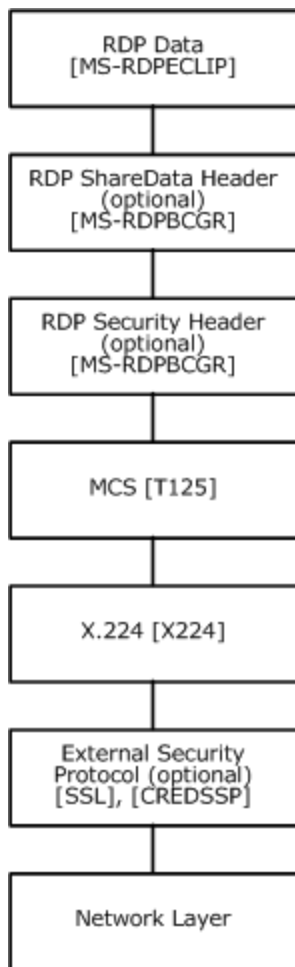 RDP Data
[MS-RDPECLIP]
RDP ShareData Header
(optional)
[MS-RDPBCGR]
RDP Security Header
(optional)
[MS-RDPBCGR]
MCS [T125]
X.224 [X224]
External Security
Protocol (optional)
[SSL], [CREDSSP]
Network Layer